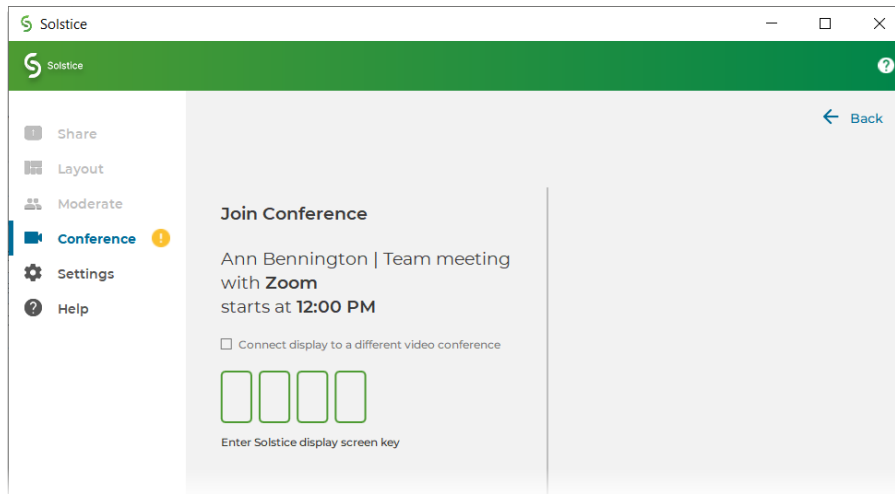 Solstice
Solstice
?
Back
Share
Layout
Moderate
Conference !
Settings
? Help
Join Conference
Ann Bennington | Team meeting
with Zoom
starts at 12:00 PM
Connect display to a different video conference
Enter Solstice display screen key